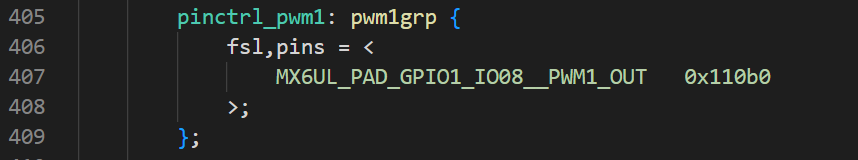 405 pinctrl_pwm1: pwm1grp {
406 fsl,pins = <
407 MX6UL_PAD_GPIO1_IO08__PWM1_OUT 0x110b0
408 >;
409 };